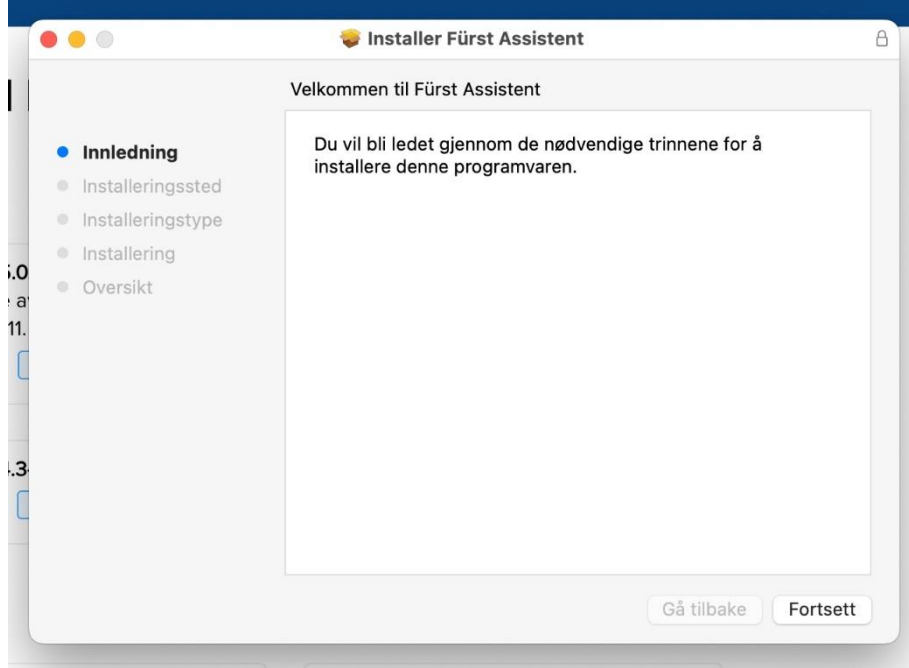 Installer Fürst Assistent
Velkommen til Fürst Assistent
Innledning
Installeringssted
Installeringstype
Installering
Oversikt
Du vil bli ledet gjennom de nødvendige trinnene for å
installere denne programvaren.
11.
Gå tilbake
Fortsett